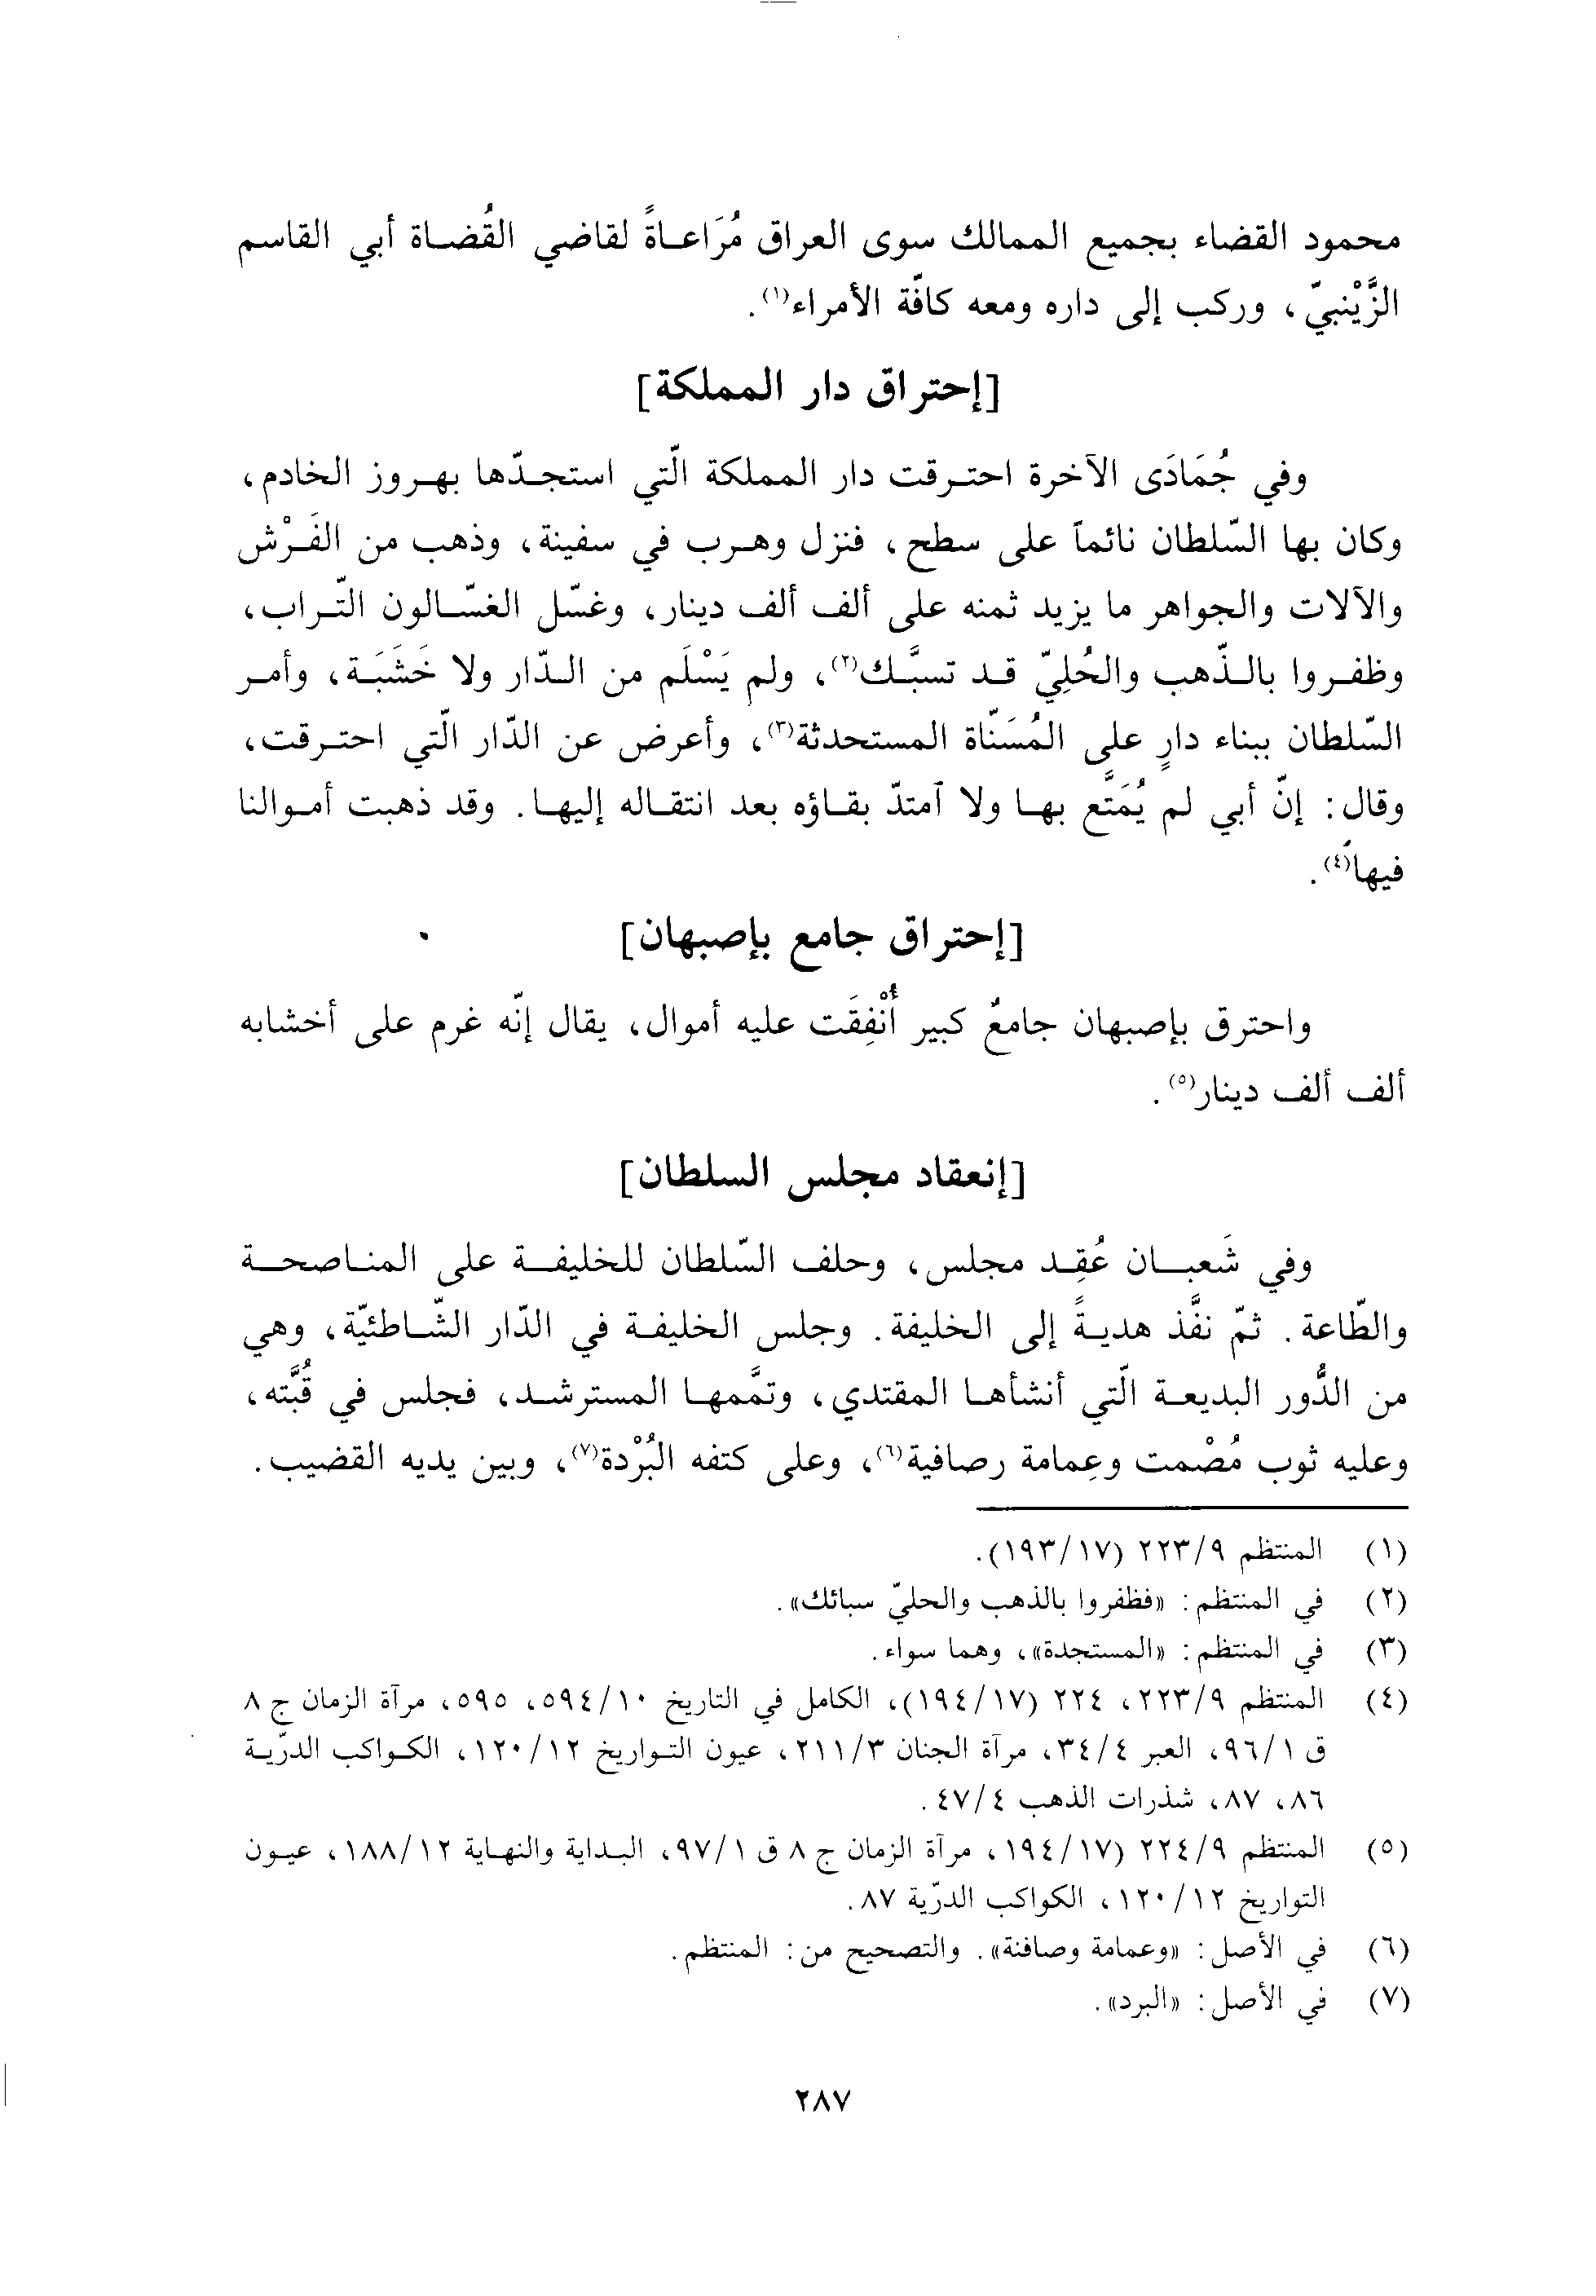 محمود القضاء بجميع الممالك سوى العراق مُرَاعاةً لقاضي القُضاة أبي القاسم
الزَّيْنبيّ، وركب إلى داره ومعه كافّة الأمراء(١).
[إحتراق دار المملكة]
وفي جُمَادَى الآخرة احترقت دار المملكة الّتي استجدّها بهروز الخادم،
وكان بها السّلطان نائماً على سطح، فنزل وهرب في سفينة، وذهب من الفَرْش
والآلات والجواهر ما يزيد ثمنه على ألف ألف دينار، وغسّل الغسّالون التّراب،
وظفروا بالذّهب والحُلِيّ قد تسبَّك(٢)، ولم يَسْلَم من الدّار ولا خَشَبَة، وأمر
السّلطان ببناء دارٍ على المُسَنّاة المستحدثة(٣)، وأعرض عن الدّار الّتي احترقت،
وقال: إنّ أبي لم يُمَتَّع بها ولا آمتدّ بقاؤه بعد انتقاله إليها. وقد ذهبت أموالنا
فيها(٤).
[إحتراق جامع بإصبهان]
واحترق بإصبهان جامعٌ كبير أُنْفِقَت عليه أموال، يقال إنّه غرم على أخشابه
ألف ألف دينار(٥).
[إنعقاد مجلس السلطان]
وفي شَعبان عُقِد مجلس، وحلف السّلطان للخليفة على المناصحة
والطّاعة. ثمّ نفَّذ هديةً إلى الخليفة. وجلس الخليفة في الدّار الشّاطئيّة، وهي
من الدُّور البديعة الّتي أنشأها المقتدي، وتمَّمها المسترشد، فجلس في قُبَّته،
وعليه ثوب مُصْمت وعِمامة رصافية(٦)، وعلى كتفه البُرْدة(٧)، وبين يديه القضيب.
(١) المنتظم ٢٢٣/٩ (١٩٣/١٧).
(٢) في المنتظم: «فظفروا بالذهب والحليّ سبائك».
(٣) في المنتظم: «المستجدة»، وهما سواء.
(٤) المنتظم ٢٢٣/٩، ٢٢٤ (١٩٤/١٧)، الكامل في التاريخ ٥٩٤/١٠، ٥٩٥، مرآة الزمان ج ٨
ق ٩٦/١، العبر ٣٤/٤، مرآة الجنان ٢١١/٣، عيون التواريخ ١٢٠/١٢، الكواكب الدرّية
٨٦، ٨٧، شذرات الذهب ٤٧/٤.
(٥) المنتظم ٢٢٤/٩ (١٩٤/١٧، مرآة الزمان ج ٨ ق ٩٧/١، البداية والنهاية ١٨٨/١٢، عيون
التواريخ ١٢٠/١٢، الكواكب الدرّية ٨٧.
(٦) في الأصل: «وعمامة وصافنة». والتصحيح من: المنتظم.
(٧) في الأصل: «البرد».
٢٨٧